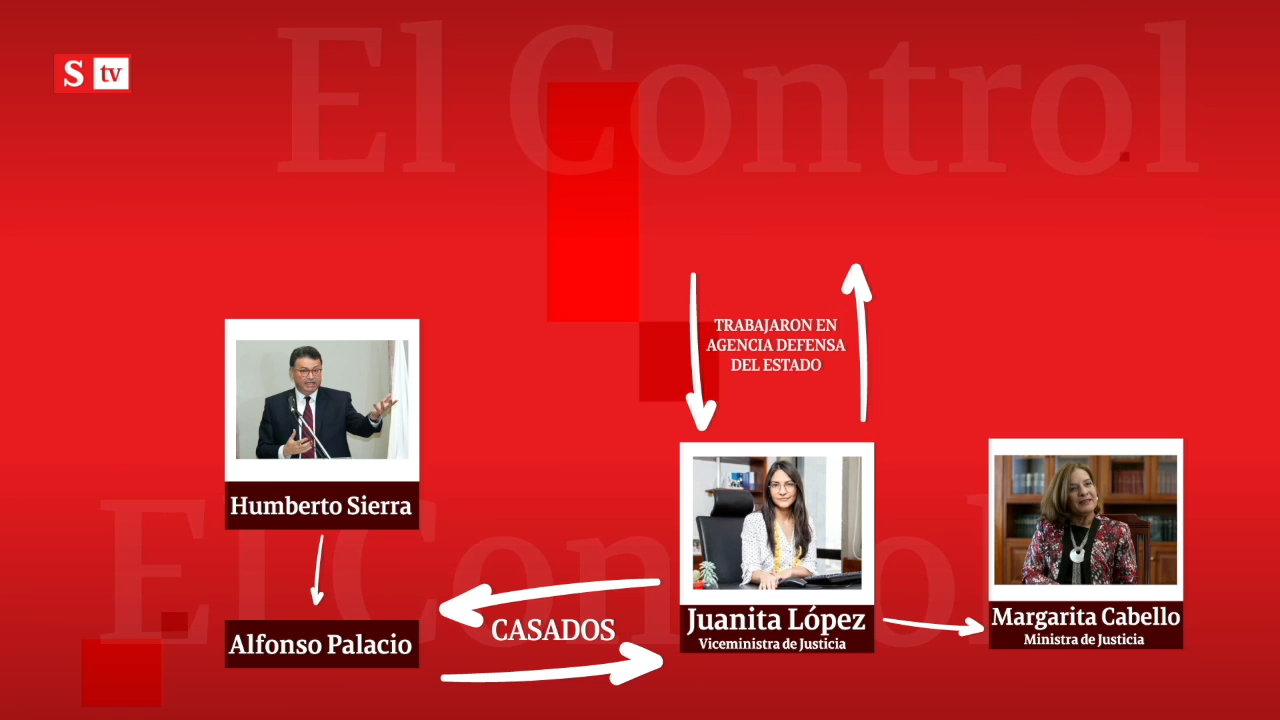 El Control
S tv
TRABAJARON EN
AGENCIA DEFENSA
DEL ESTADO
Humberto Sierra
El Control
Juanita López
Viceministra de Justicia
Margarita Cabello
Ministra de Justicia
CASADOS
Alfonso Palacio